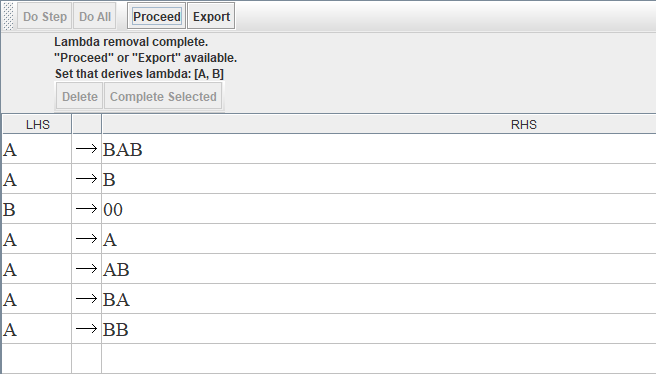 Do Step Do All Proceed Export
Lambda removal complete.
"Proceed" or "Export" available.
Set that derives lambda: [A, B]
Delete Complete Selected
LHS RHS
A → BAB
A → B
B → 00
A → A
A → AB
A → BA
A → BB